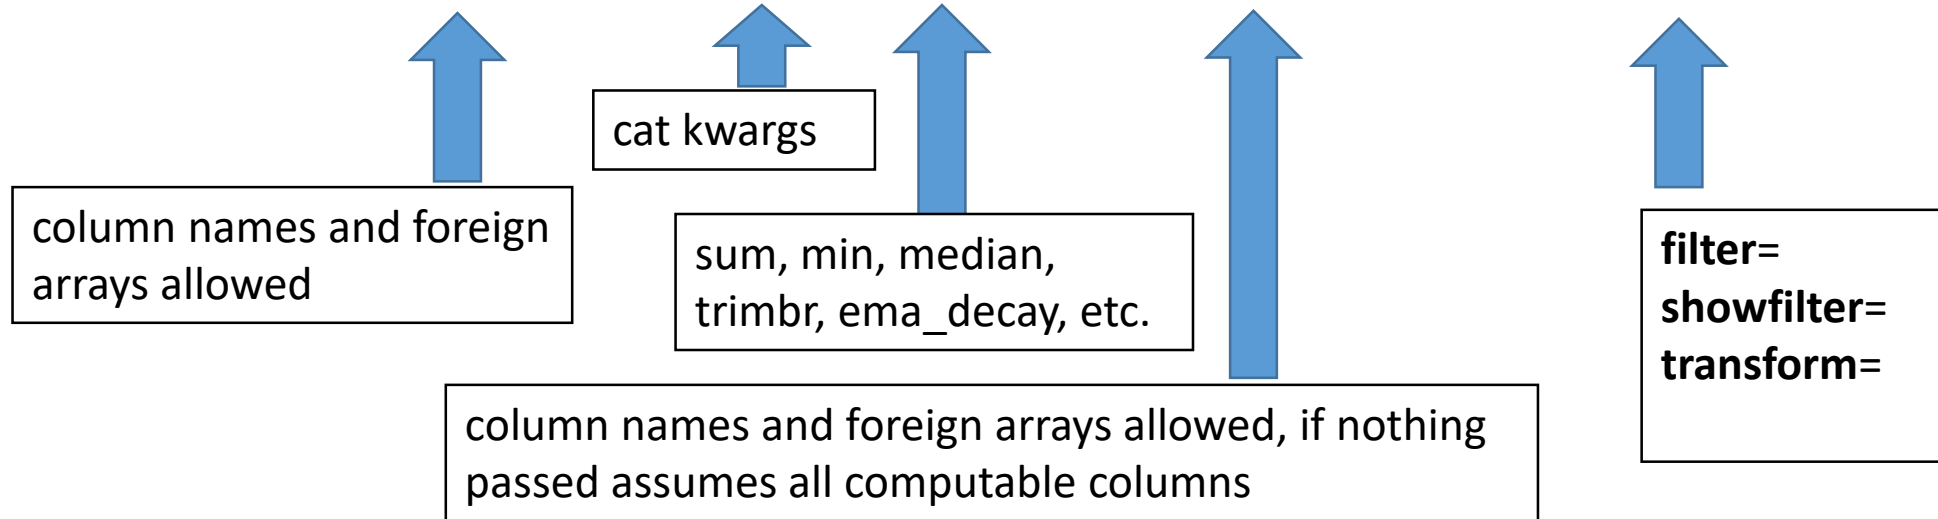 cat kwargs
column names and foreign
arrays allowed
sum, min, median,
trimbr, ema_decay, etc.
filter=
showfilter=
transform=
column names and foreign arrays allowed, if nothing
passed assumes all computable columns